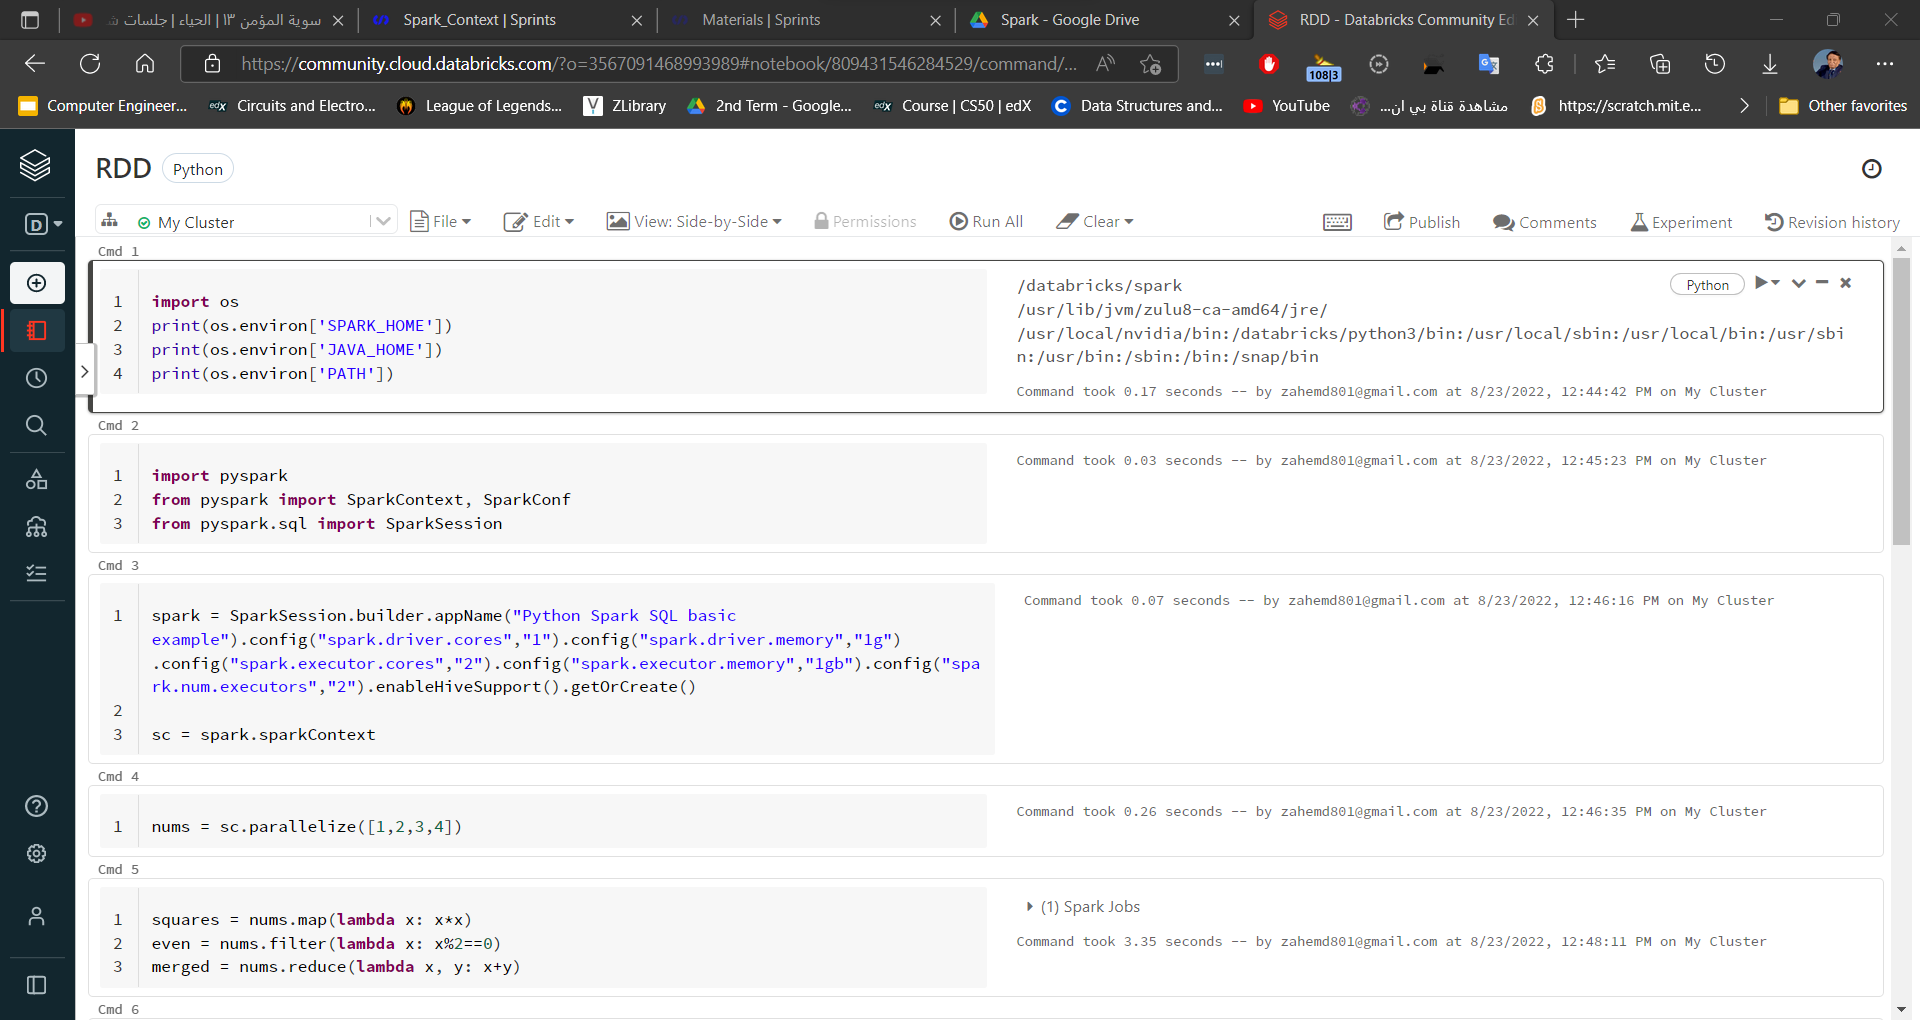 سوية المؤمن ١٣ | الحياء | جلسات
Spark_Context | Sprints
Materials | Sprints
Spark - Google Drive
RDD - Databricks Community Ed
https://community.cloud.databricks.com/?o=3567091468993989#notebook/809431546284529/command/...
108|3
Computer Engineer...
edx Circuits and Electro...
League of Legends...
ZLibrary
2nd Term - Google...
edx Course | CS50 | edX
Data Structures and...
YouTube
مشاهدة قناة بي ان...
https://scratch.mit.e...
Other favorites
RDD
Python
D
My Cluster
File
Edit
View: Side-by-Side
Permissions
Run All
Clear
Publish
Comments
Experiment
Revision history
Cmd 1
1 import os
2 print(os.environ['SPARK_HOME'])
3 print(os.environ['JAVA_HOME'])
4 print(os.environ['PATH'])
/databricks/spark
/usr/lib/jvm/zulu8-ca-amd64/jre/
/usr/local/nvidia/bin:/databricks/python3/bin:/usr/local/sbin:/usr/local/bin:/usr/sbi
n:/usr/bin:/sbin:/bin:/snap/bin
Command took 0.17 seconds -- by zahemd801@gmail.com at 8/23/2022, 12:44:42 PM on My Cluster
Python
Cmd 2
1 import pyspark
2 from pyspark import SparkContext, SparkConf
3 from pyspark.sql import SparkSession
Command took 0.03 seconds -- by zahemd801@gmail.com at 8/23/2022, 12:45:23 PM on My Cluster
Cmd 3
1 spark = SparkSession.builder.appName("Python Spark SQL basic
example").config("spark.driver.cores","1").config("spark.driver.memory","1g")
.config("spark.executor.cores","2").config("spark.executor.memory","1gb").config("spa
rk.num.executors","2").enableHiveSupport().getOrCreate()
2
3 sc = spark.sparkContext
Command took 0.07 seconds -- by zahemd801@gmail.com at 8/23/2022, 12:46:16 PM on My Cluster
Cmd 4
1 nums = sc.parallelize([1,2,3,4])
Command took 0.26 seconds -- by zahemd801@gmail.com at 8/23/2022, 12:46:35 PM on My Cluster
Cmd 5
1 squares = nums.map(lambda x: x*x)
2 even = nums.filter(lambda x: x%2==0)
3 merged = nums.reduce(lambda x, y: x+y)
(1) Spark Jobs
Command took 3.35 seconds -- by zahemd801@gmail.com at 8/23/2022, 12:48:11 PM on My Cluster
Cmd 6